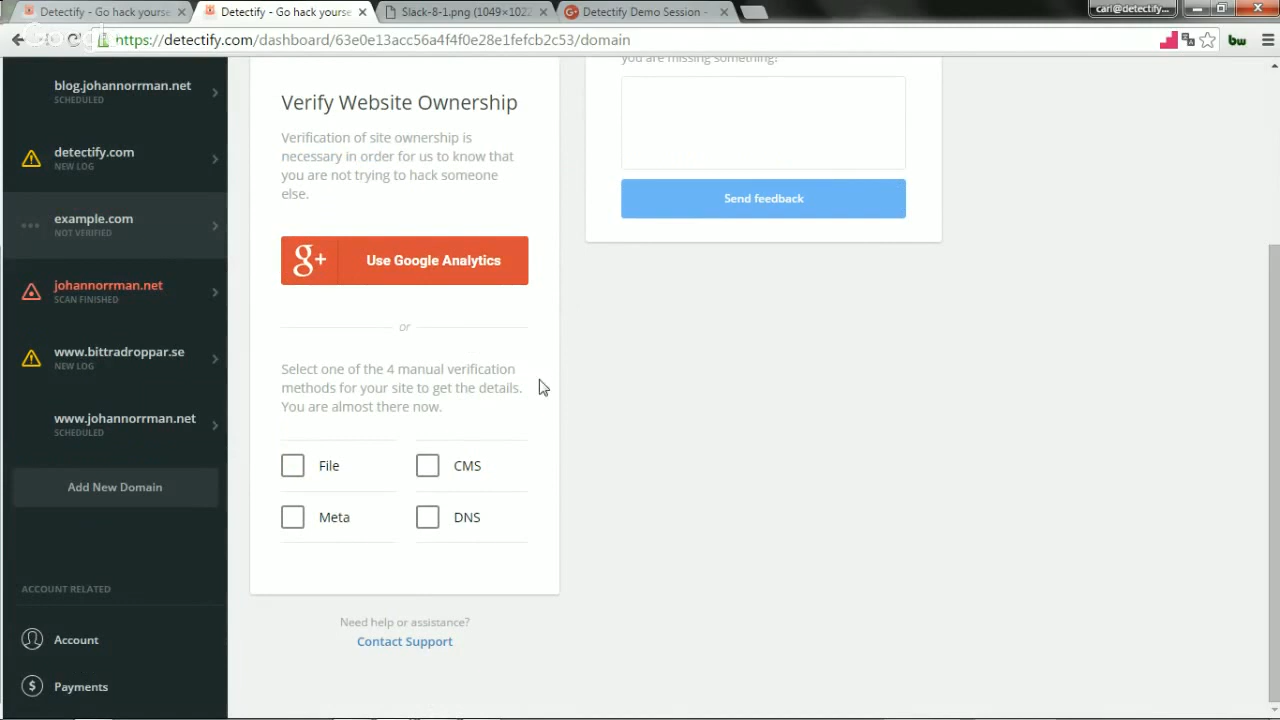 Detectify - Go hack yourse
Detectify - Go hack yourse
Slack-8-1.png (1049×1022
Detectify Demo Session -
carl@detectify...
https://detectify.com/dashboard/63e0e13acc56a4f4f0e28e1fefcb2c53/domain
bw
blog.johannorrman.net
SCHEDULED
detectify.com
NEW LOG
example.com
NOT VERIFIED
johannorrman.net
SCAN FINISHED
www.bittradroppar.se
NEW LOG
www.johannorrman.net
SCHEDULED
Add New Domain
ACCOUNT RELATED
Account
$ Payments
Verify Website Ownership
Verification of site ownership is
necessary in order for us to know that
you are not trying to hack someone
else.
g+ Use Google Analytics
or
Select one of the 4 manual verification
methods for your site to get the details.
You are almost there now.
File
CMS
Meta
DNS
Need help or assistance?
Contact Support
you are missing something?
Send feedback